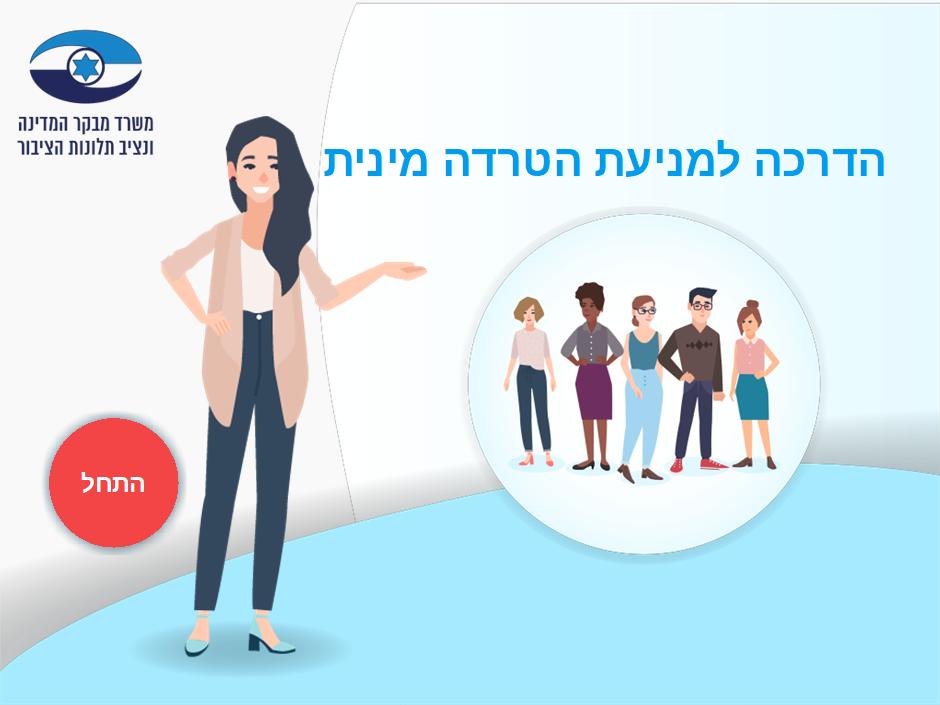 משרד מבקר המדינה
ונציב תלונות הציבור
הדרכה למניעת הטרדה מינית
התחל